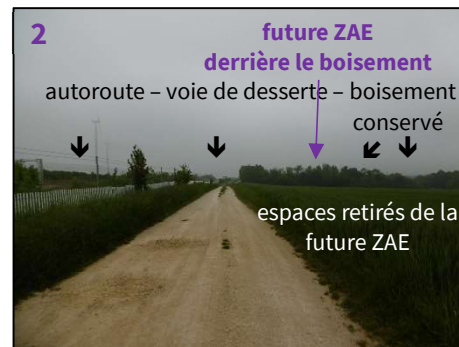 2
future ZAE
derrière le boisement
autoroute – voie de desserte – boisement
conservé
espaces retirés de la
future ZAE